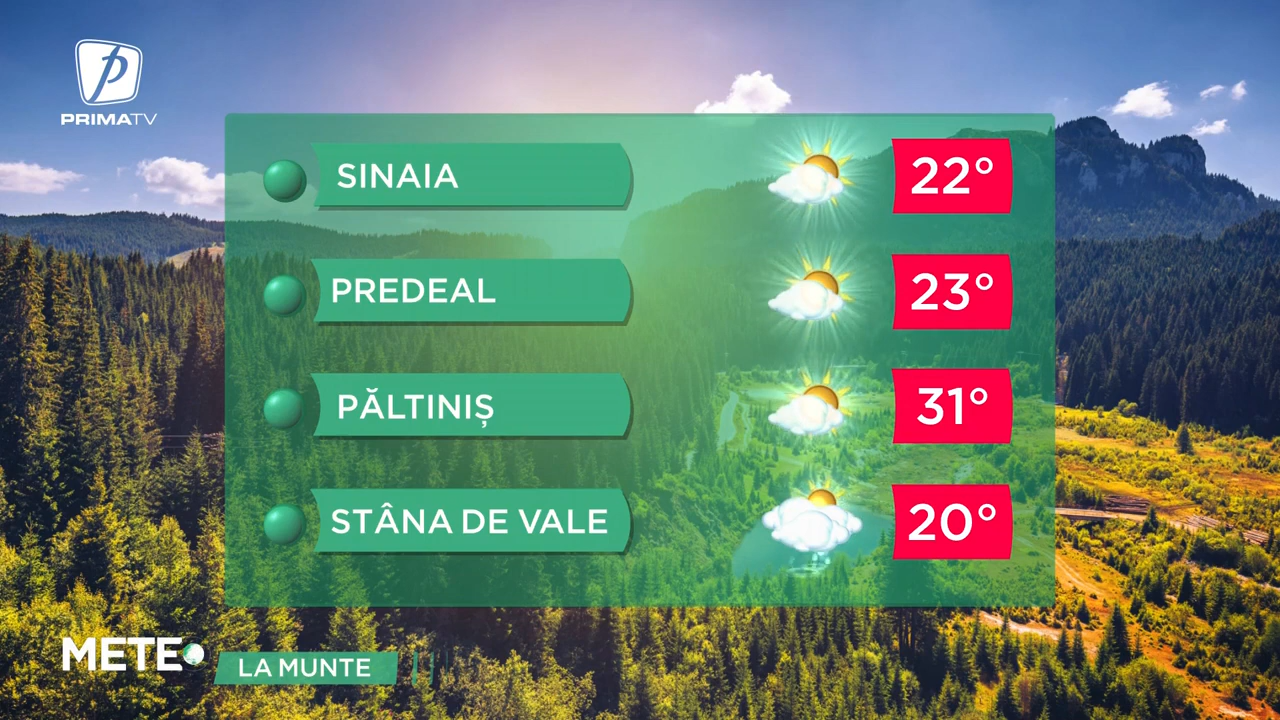 PRIMATV
SINAIA 22°
PREDEAL 23°
PĂLTINIȘ 31°
STÂNA DE VALE 20°
METEO
LA MUNTE